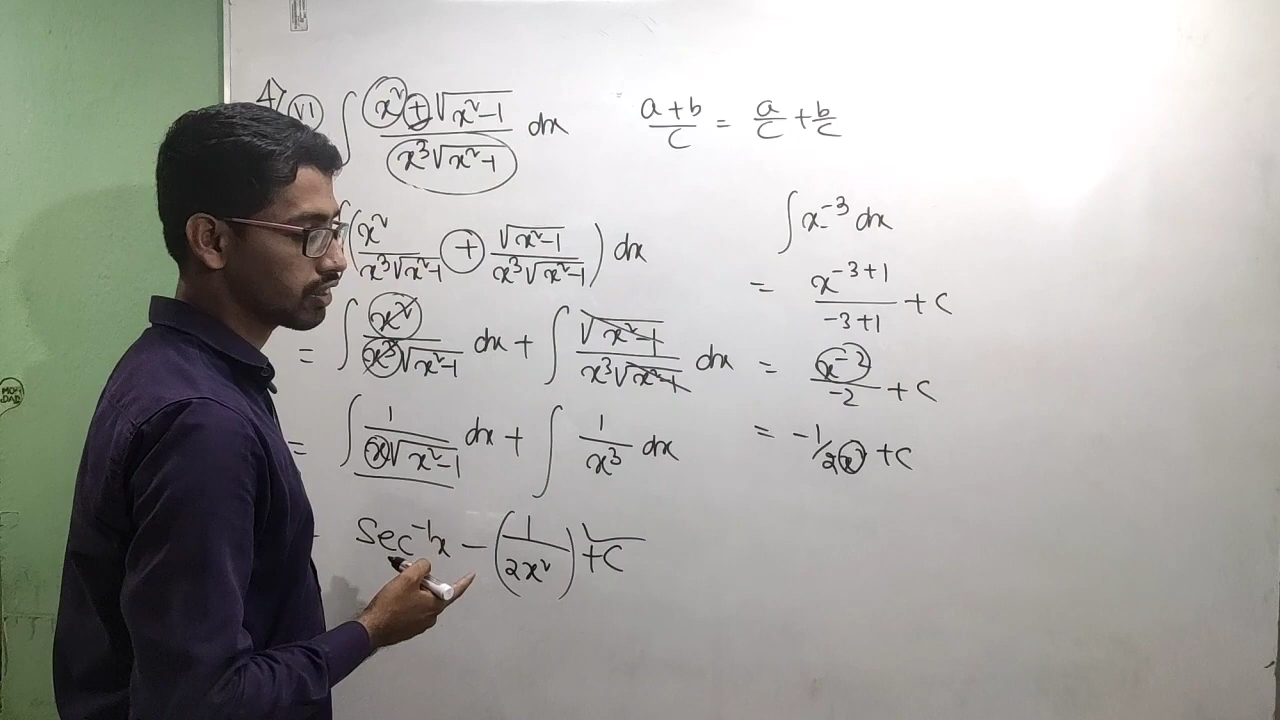 4) (VI) ∫ x²+√x²-1 / x³√x²-1 dx
a+b/c = a/c + b/c
∫(x²/x³√x²-1 + √x²-1/x³√x²-1) dx
= ∫ x²/x³√x²-1 dx + ∫ √x²-1/x³√x²-1 dx
= ∫ 1/x√x²-1 dx + ∫ 1/x³ dx
Sec⁻¹x - (1/2x²) + C
∫ x⁻³ dx
= x⁻³⁺¹/-3+1 + C
= x⁻²/-2 + C
= -1/2x² + C
MOM DAD